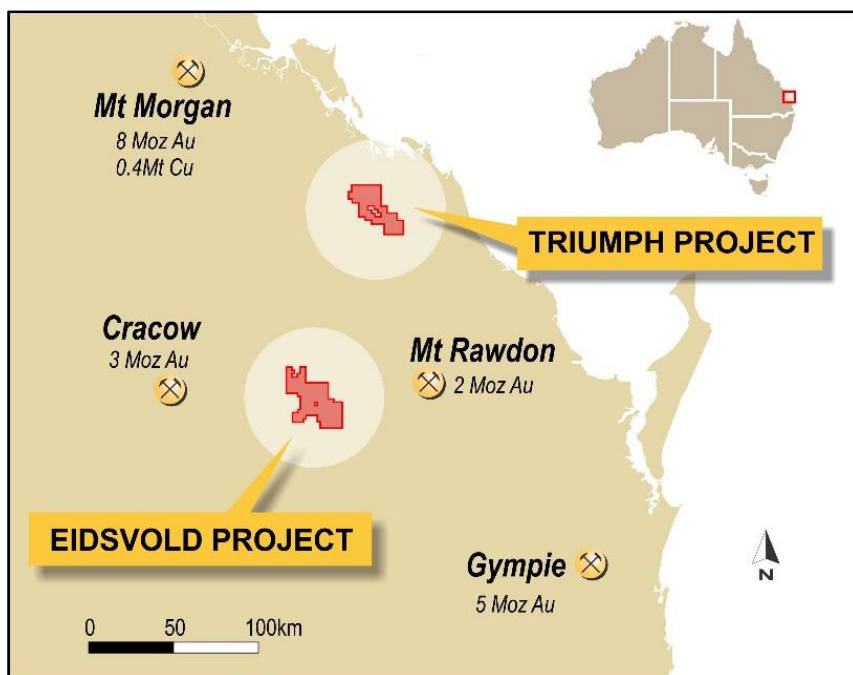 Mt Morgan
8 Moz Au
0.4Mt Cu
TRIUMPH PROJECT
Cracow
3 Moz Au
Mt Rawdon
2 Moz Au
EIDSVOLD PROJECT
Gympie
5 Moz Au
N
0 50 100km